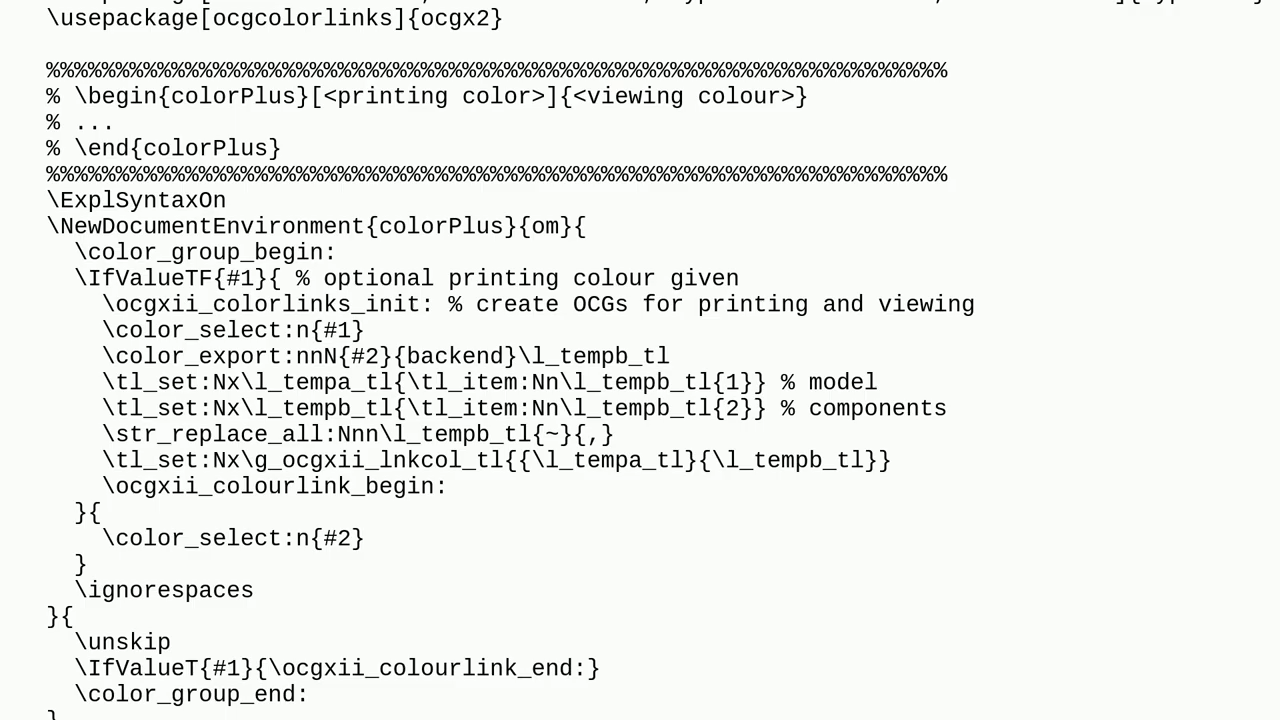 \usepackage[ocgcolorlinks]{ocgx2}
%%%%%%%%%%%%%%%%%%%%%%%%%%%%%%%%%%%%%%%%%%%%%%%%%%%%%%%%%%%%%%%%%
% \begin{colorPlus}[<printing color>]{<viewing colour>}
% ...
% \end{colorPlus}
%%%%%%%%%%%%%%%%%%%%%%%%%%%%%%%%%%%%%%%%%%%%%%%%%%%%%%%%%%%%%%%%%
\ExplSyntaxOn
\NewDocumentEnvironment{colorPlus}{om}{
  \color_group_begin:
  \IfValueTF{#1}{ % optional printing colour given
    \ocgxii_colorlinks_init: % create OCGs for printing and viewing
    \color_select:n{#1}
    \color_export:nnN{#2}{backend}\l_tempb_tl
    \tl_set:Nx\l_tempa_tl{\tl_item:Nn\l_tempb_tl{1}} % model
    \tl_set:Nx\l_tempb_tl{\tl_item:Nn\l_tempb_tl{2}} % components
    \str_replace_all:Nnn\l_tempb_tl{~}{,}
    \tl_set:Nx\g_ocgxii_lnkcol_tl{{\l_tempa_tl}{\l_tempb_tl}}
    \ocgxii_colourlink_begin:
  }{
    \color_select:n{#2}
  }
  \ignorespaces
}{
  \unskip
  \IfValueT{#1}{\ocgxii_colourlink_end:}
  \color_group_end:
}